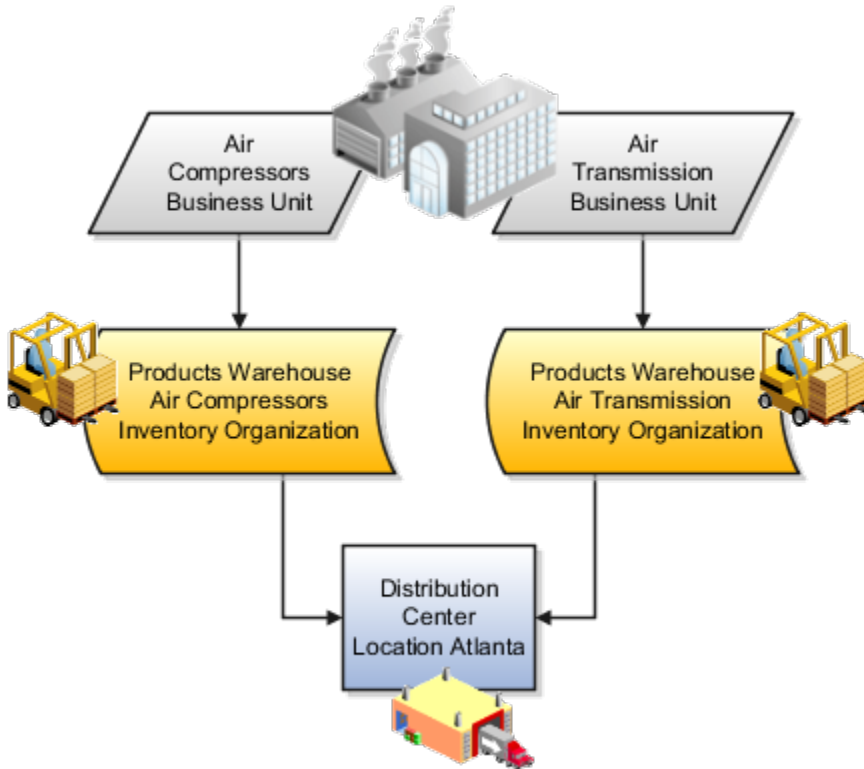 Air
Compressors
Business Unit
Air
Transmission
Business Unit
Products Warehouse
Air Compressors
Inventory Organization
Products Warehouse
Air Transmission
Inventory Organization
Distribution
Center
Location Atlanta